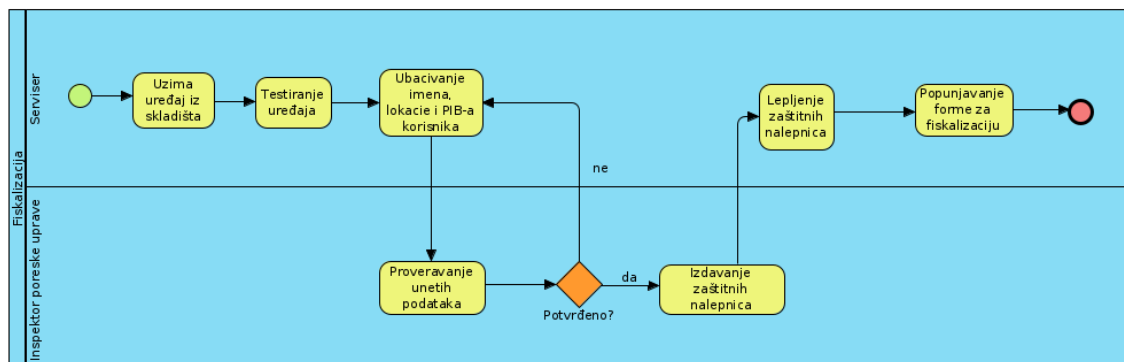 Fiskalizacija
Serviser
Uzima
uređaj iz
skladišta
Testiranje
uređaja
Ubacivanje
imena,
lokacie i PIB-a
korisnika
Lepljenje
zaštitnih
nalepnica
Popunjavanje
forme za
fiskalizaciju
ne
Inspektor poreske uprave
Proveravanje
unetih
podataka
Potvrđeno?
da
Izdavanje
zaštitnih
nalepnica